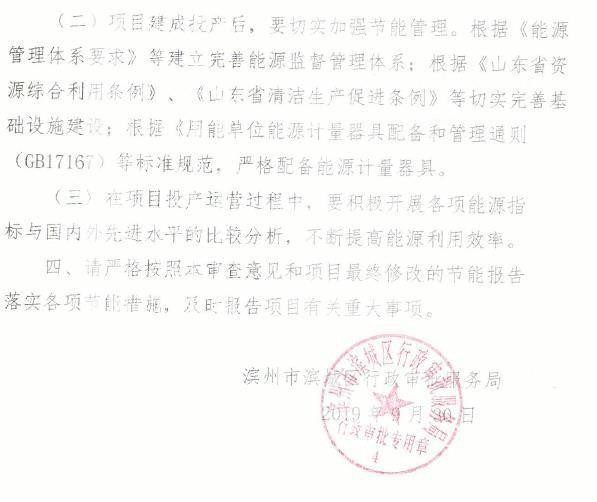 （二）项目建成投产后，要切实加强节能管理。根据《能源
管理体系要求》等建立完善能源监督管理体系；根据《山东省资
源综合利用条例》、《山东省清洁生产促进条例》等切实完善基
础设施建设；根据《用能单位能源计量器具配备和管理通则
（GB17167）等标准规范，严格配备能源计量器具。
（三）在项目投产运营过程中，要积极开展各项能源指
标与国内外先进水平的比较分析，不断提高能源利用效率。
四、请严格按照本审查意见和项目最终修改的节能报告
落实各项节能措施，及时报告项目有关重大事项。
滨州市滨城区行政审批服务局
2019年9月30日
滨州市滨城区行政审批服务局
行政审批专用章
4